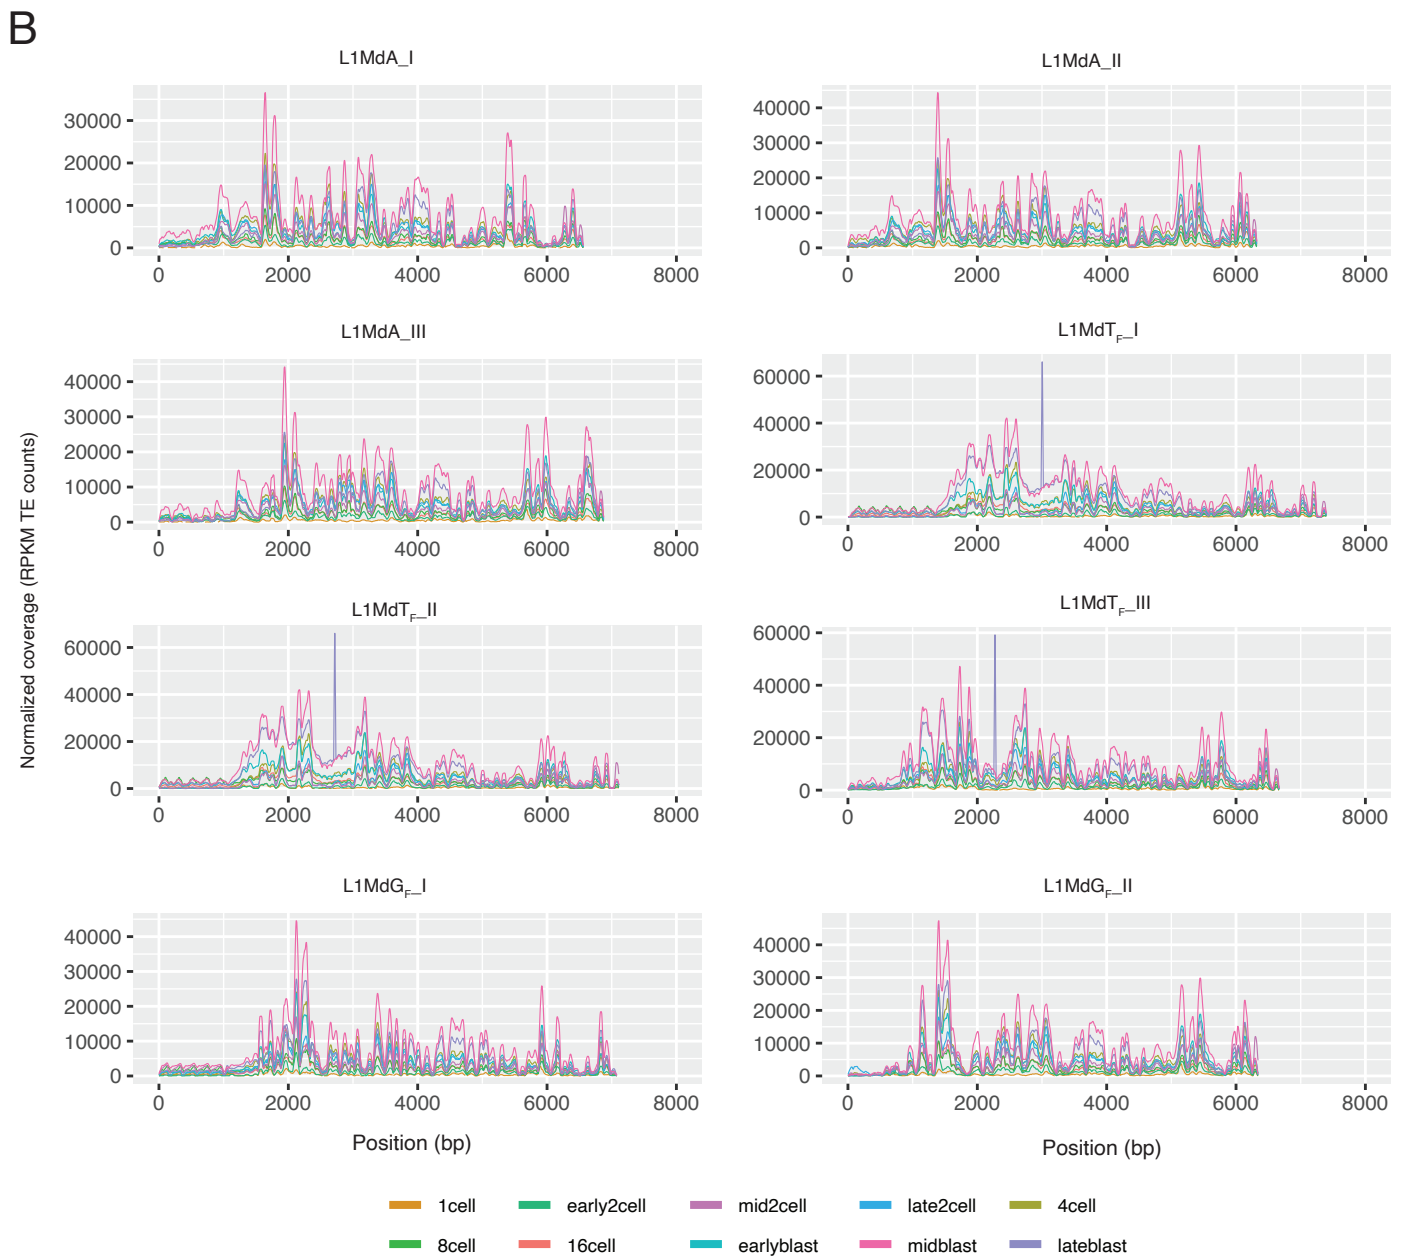 B
L1MdA_I
L1MdA_II
30000
20000
10000
0
0 2000 4000 6000 8000
40000
30000
20000
10000
0
0 2000 4000 6000 8000
L1MdA_III
L1MdTF_I
40000
30000
20000
10000
0
0 2000 4000 6000 8000
60000
40000
20000
0
0 2000 4000 6000 8000
Normalized coverage (RPKM TE counts)
L1MdTF_II
L1MdTF_III
60000
40000
20000
0
0 2000 4000 6000 8000
60000
40000
20000
0
0 2000 4000 6000 8000
L1MdGF_I
L1MdGF_II
40000
30000
20000
10000
0
0 2000 4000 6000 8000
40000
30000
20000
10000
0
0 2000 4000 6000 8000
Position (bp)
Position (bp)
1cell early2cell mid2cell late2cell 4cell
8cell 16cell earlyblast midblast lateblast